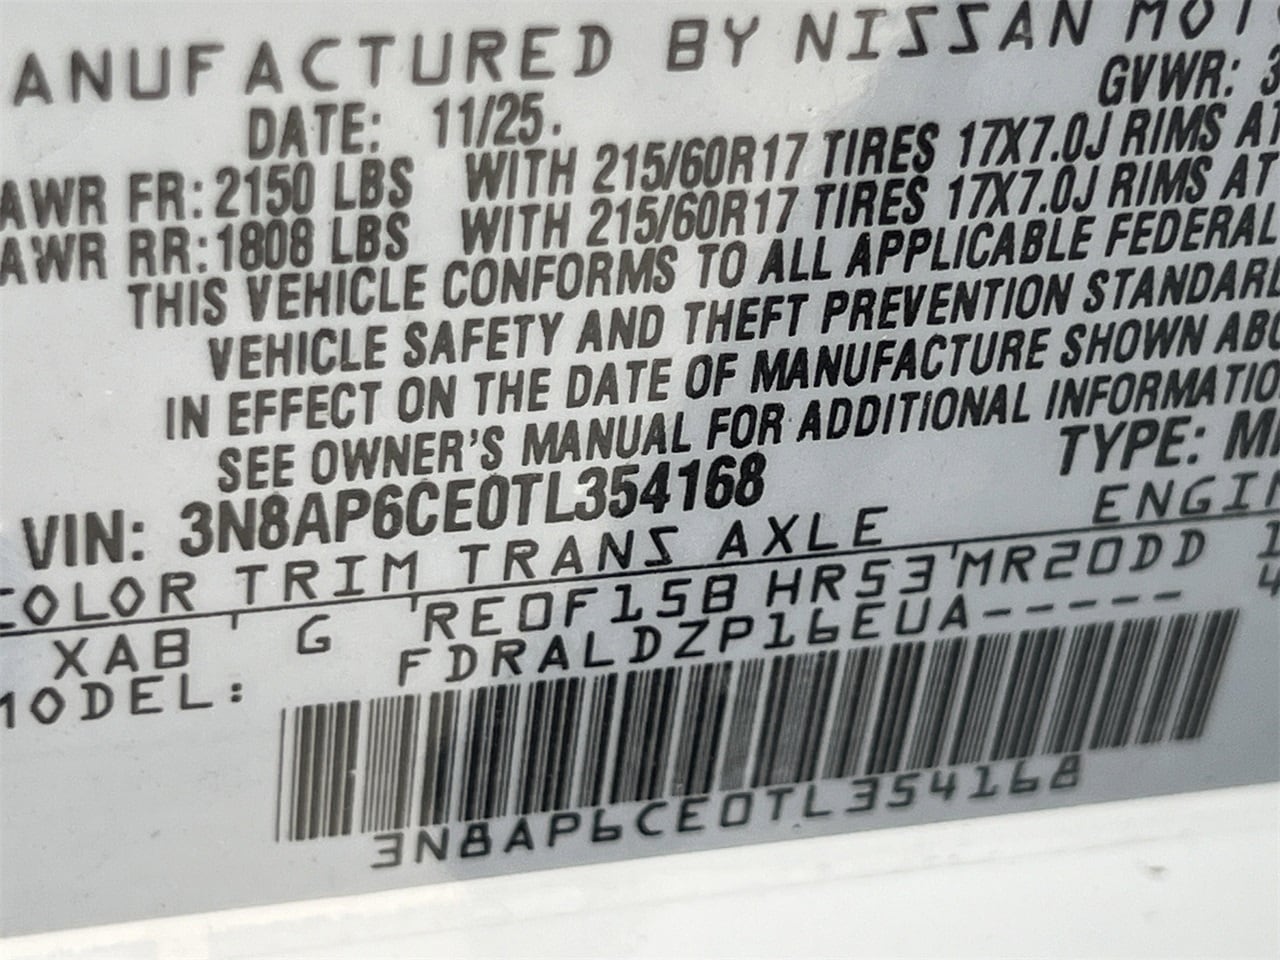 ANUFACTURED BY NISSAN MOT
DATE: 11/25. GVWR: 3
AWR FR: 2150 LBS WITH 215/60R17 TIRES 17X7.0J RIMS AT
AWR RR: 1808 LBS WITH 215/60R17 TIRES 17X7.0J RIMS AT
THIS VEHICLE CONFORMS TO ALL APPLICABLE FEDERAL
VEHICLE SAFETY AND THEFT PREVENTION STANDARD
IN EFFECT ON THE DATE OF MANUFACTURE SHOWN ABO
SEE OWNER'S MANUAL FOR ADDITIONAL INFORMATIO
VIN: 3N8AP6CE0TL354168 TYPE: M
COLOR TRIM TRANS AXLE ENGIN
XAB G RE0F15B HR53 MR20DD
MODEL: FDRALDZP16EUA-----
3N8AP6CE0TL354168